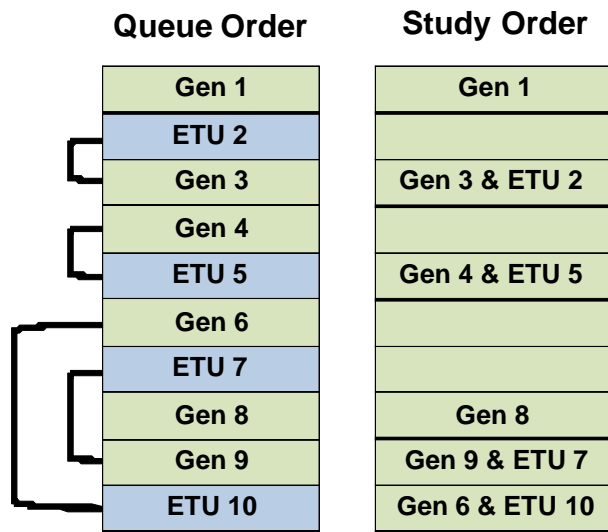 Queue Order
Gen 1
ETU 2
Gen 3
Gen 4
ETU 5
Gen 6
ETU 7
Gen 8
Gen 9
ETU 10
Study Order
Gen 1
Gen 3 & ETU 2
Gen 4 & ETU 5
Gen 8
Gen 9 & ETU 7
Gen 6 & ETU 10